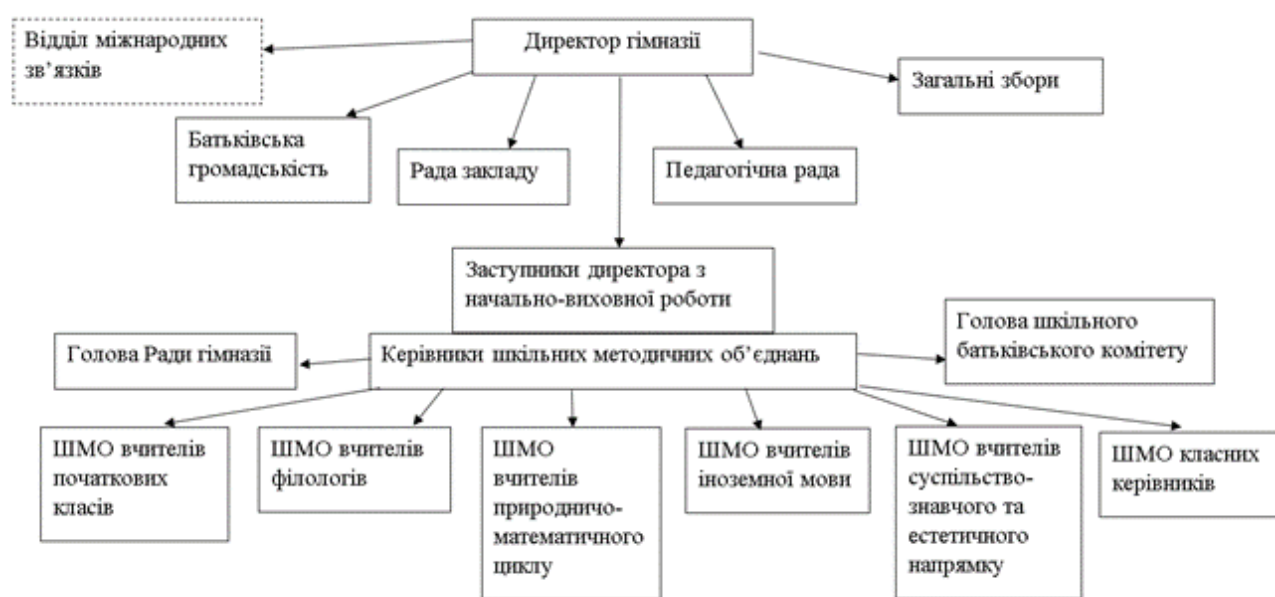 Відділ міжнародних
зв’язків
Директор гімназії
Загальні збори
Батьківська
громадськість
Рада закладу
Педагогічна рада
Заступники директора з
начально-виховної роботи
Голова Ради гімназії
Керівники шкільних методичних об’єднань
Голова шкільного
батьківського комітету
ШМО вчителів
початкових
класів
ШМО вчителів
філологів
ШМО
вчителів
природничо-
математичного
циклу
ШМО вчителів
іноземної мови
ШМО вчителів
суспільство-
знавчого та
естетичного
напрямку
ШМО класних
керівників